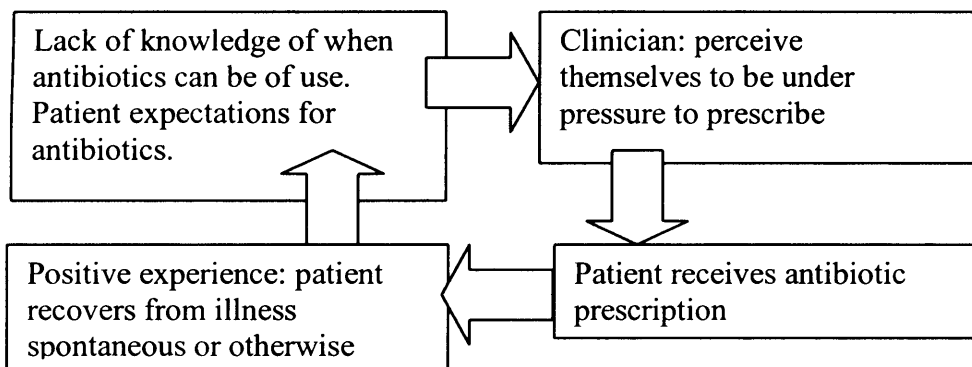 Lack of knowledge of when
antibiotics can be of use.
Patient expectations for
antibiotics.
Clinician: perceive
themselves to be under
pressure to prescribe
Patient receives antibiotic
prescription
Positive experience: patient
recovers from illness
spontaneous or otherwise